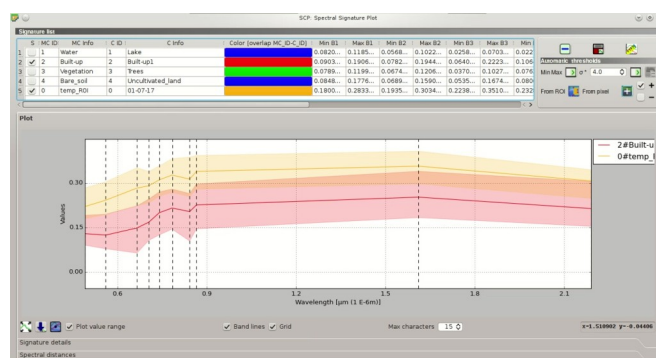 SCP: Spectral Signature Plot
Signature list
S MC ID MC Info C ID C Info Color [overlap MC_ID-C_ID] Min B1 Max B1 Min B2 Max B2 Min B3 Max B3 Min
1 1 Water 1 Lake 0.0820... 0.1185... 0.0568... 0.1022... 0.0258... 0.0703... 0.022
2 2 Built-up 2 Built-up1 0.0903... 0.1906... 0.0782... 0.1944... 0.0640... 0.2223... 0.106
3 3 Vegetation 3 Trees 0.0789... 0.1199... 0.0674... 0.1206... 0.0370... 0.1027... 0.076
4 4 Bare_soil 4 Uncultivated_land 0.0848... 0.1776... 0.0689... 0.1590... 0.0535... 0.1674... 0.080
5 0 temp_ROI 0 01-07-17 0.1800... 0.2833... 0.1935... 0.3034... 0.2238... 0.3510... 0.232
Automatic thresholds
Min Max σ* 4.0
From ROI From pixel + −
Plot
2#Built-u
0#temp_
0.30
0.15
0.00
Values
0.6 0.9 1.2 1.5 1.8 2.1
Wavelength [µm (1 E-6m)]
Plot value range Band lines Grid Max characters 15 x=1.510002 y=-0.04406
Signature details
Spectral distances